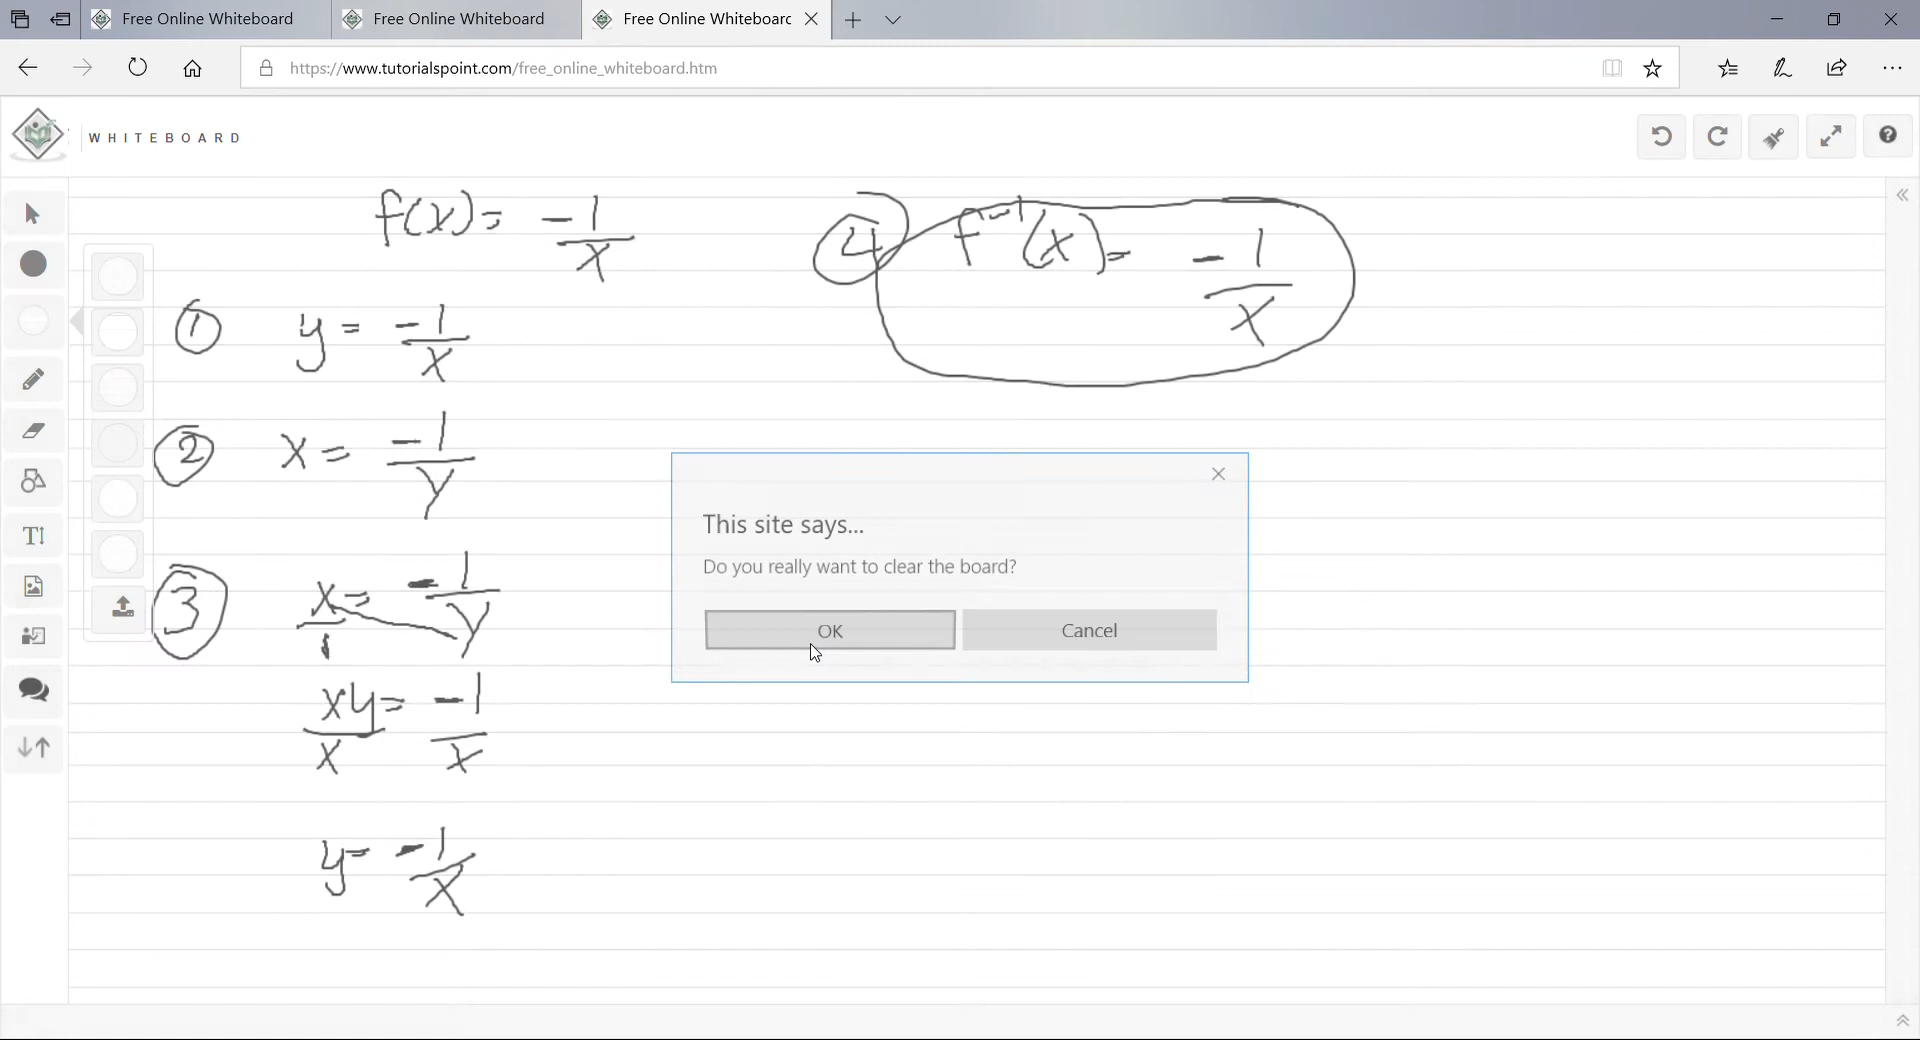 Free Online Whiteboard
Free Online Whiteboard
Free Online Whiteboarc
https://www.tutorialspoint.com/free_online_whiteboard.htm
WHITEBOARD
f(x) = -1/x
① y = -1/x
② x = -1/y
③ x/1 = -1/y
xy/x = -1/x
y = -1/x
④ f⁻¹(x) = -1/x
This site says...
Do you really want to clear the board?
OK
Cancel